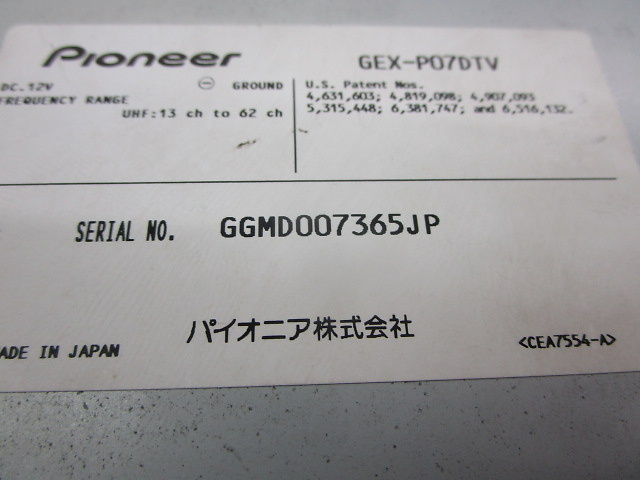 Pioneer
GEX-P07DTV
DC.12V
⊖ GROUND
FREQUENCY RANGE
UHF:13 ch to 62 ch
U.S. Patent Nos.
4,631,603; 4,819,098; 4,907,093
5,315,448; 6,381,747; and 6,516,132.
SERIAL NO. GGMD007365JP
パイオニア株式会社
ADE IN JAPAN
<CEA7554-A>